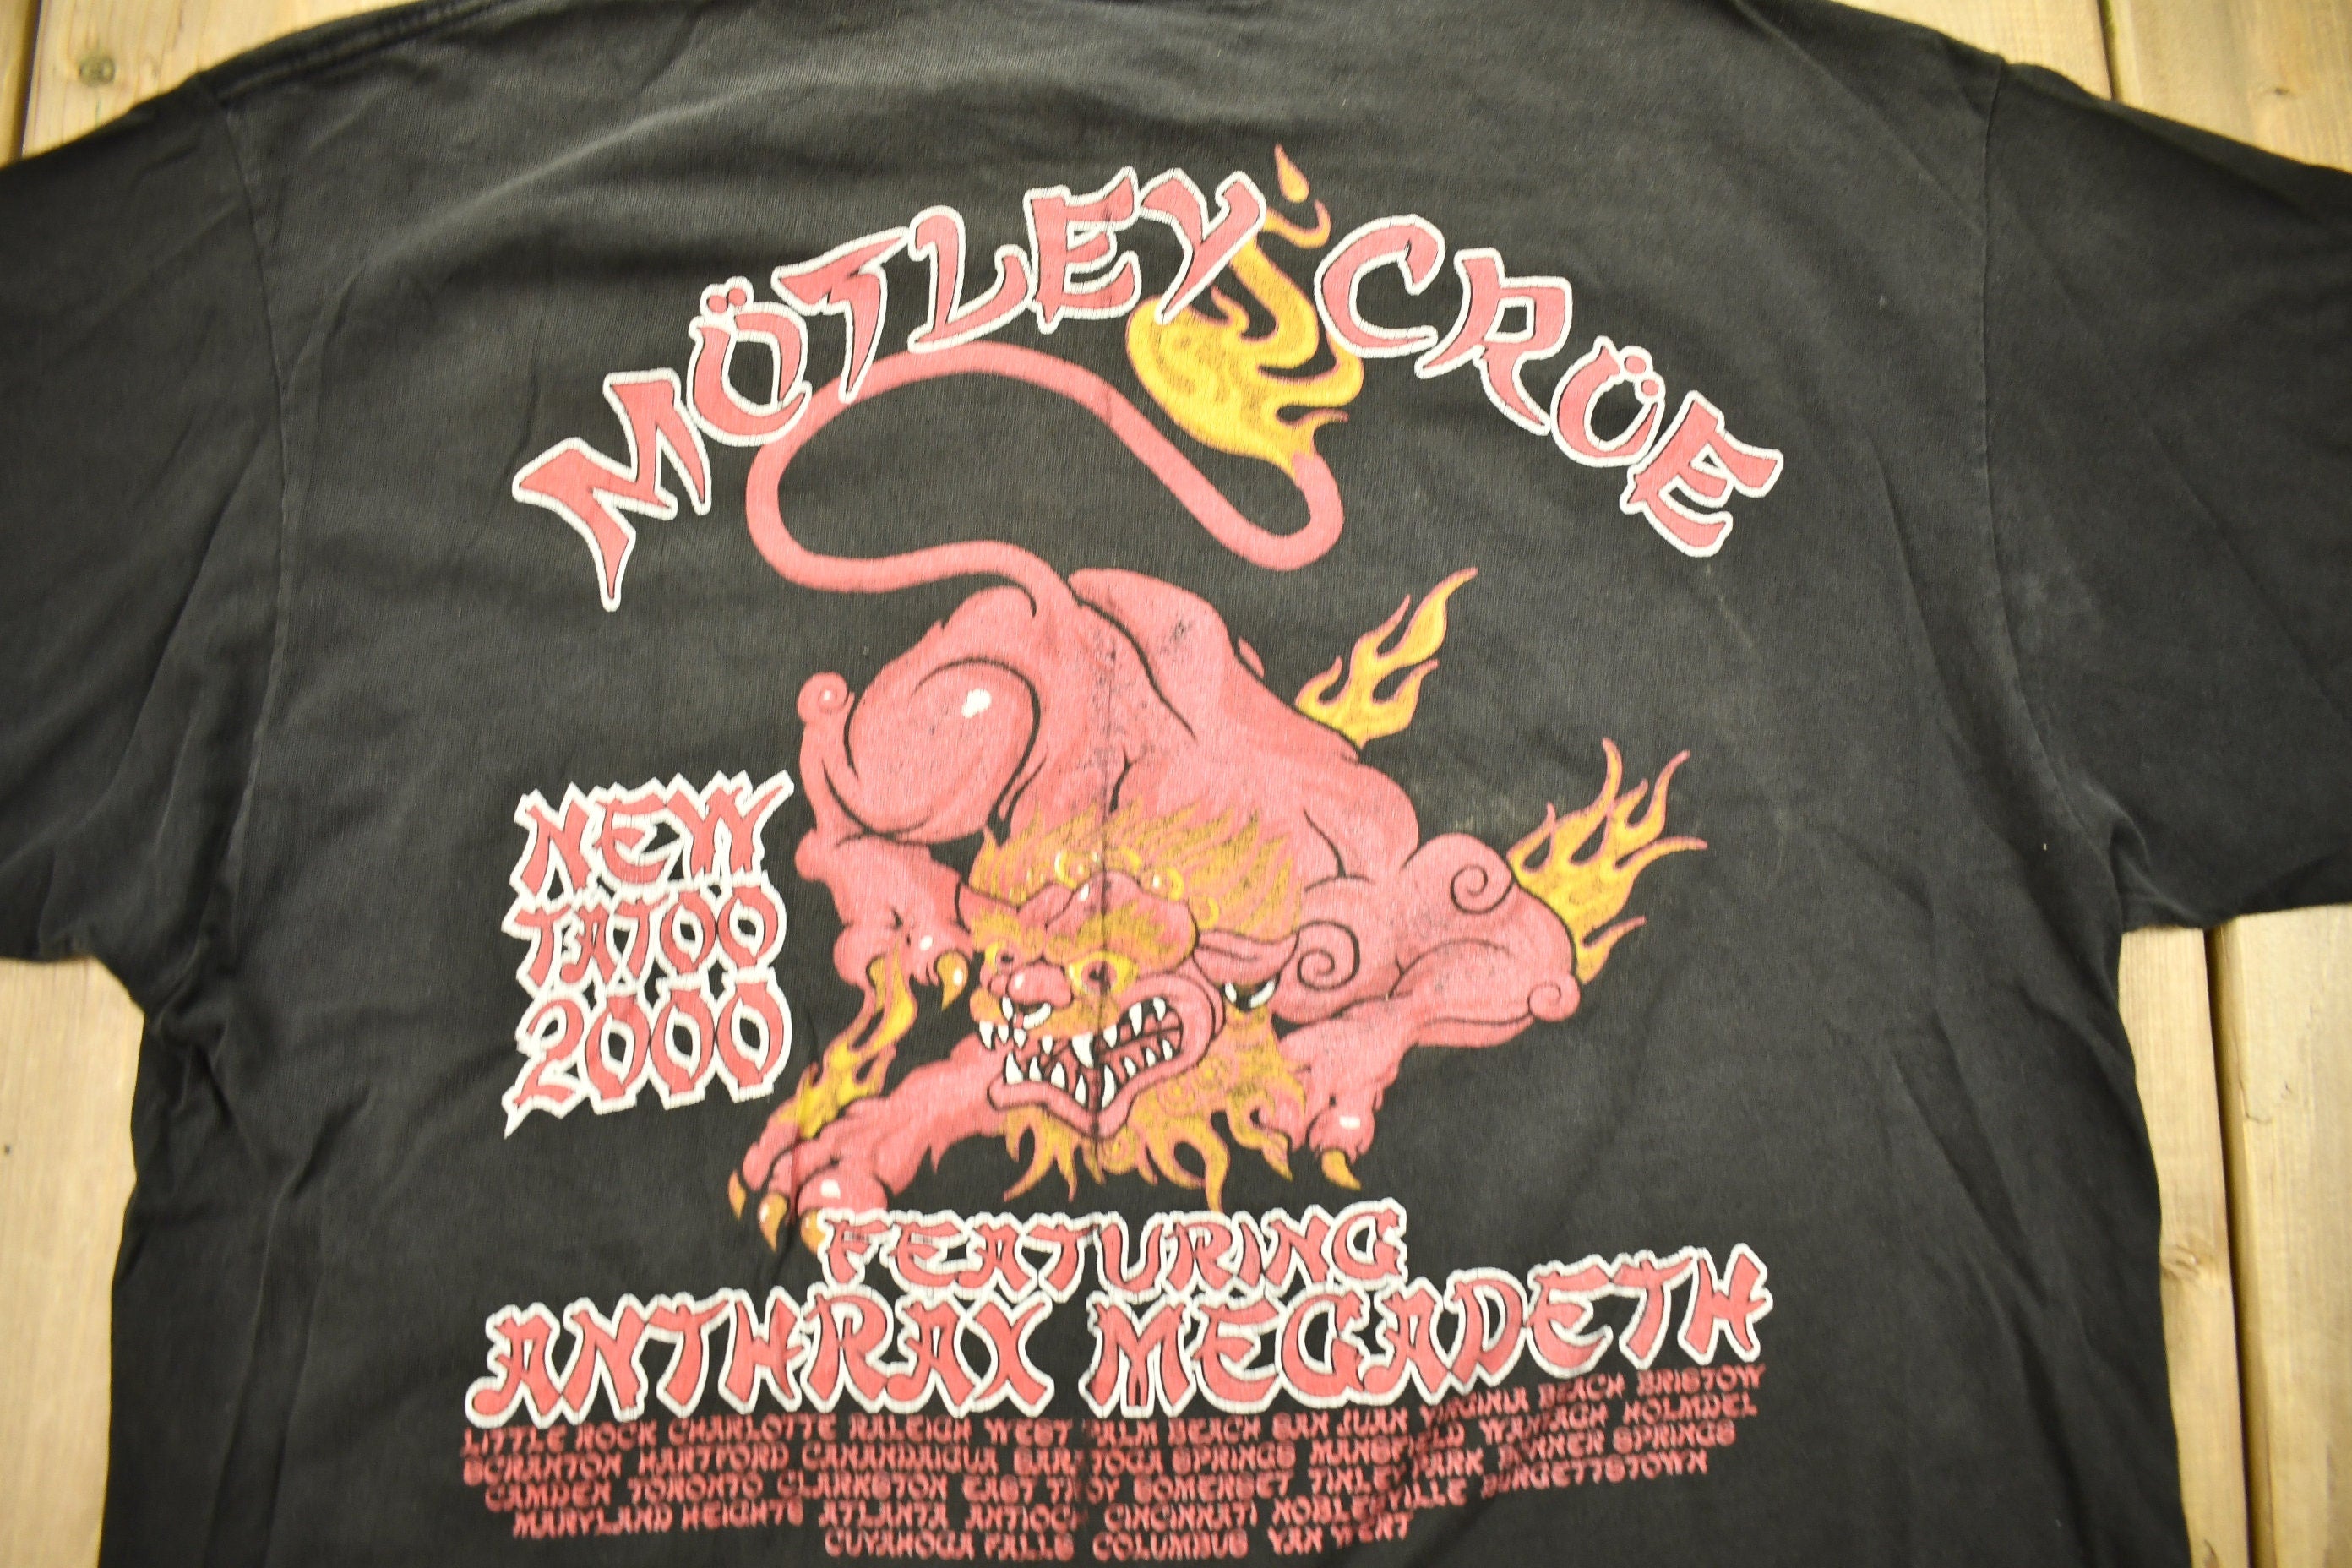 MÖTLEY CRÜE
NEW
TATOO
2000
FEATURING
ANTHRAX MEGADETH
LITTLE ROCK CHARLOTTE RALEIGH WEST PALM BEACH SAN JUAN VIRGINIA BEACH BRISTOW
SCRANTON HARTFORD CANANDAIGUA SARATOGA SPRINGS MANSFIELD WANTAGH HOLMDEL
CAMDEN TORONTO CLARKSTON EAST TROY SOMERSET TINLEY PARK BONNER SPRINGS
MARYLAND HEIGHTS ATLANTA ANTIOCH CINCINNATI NOBLESVILLE BURGETTSTOWN
CUYAHOGA FALLS COLUMBUS VAN WERT